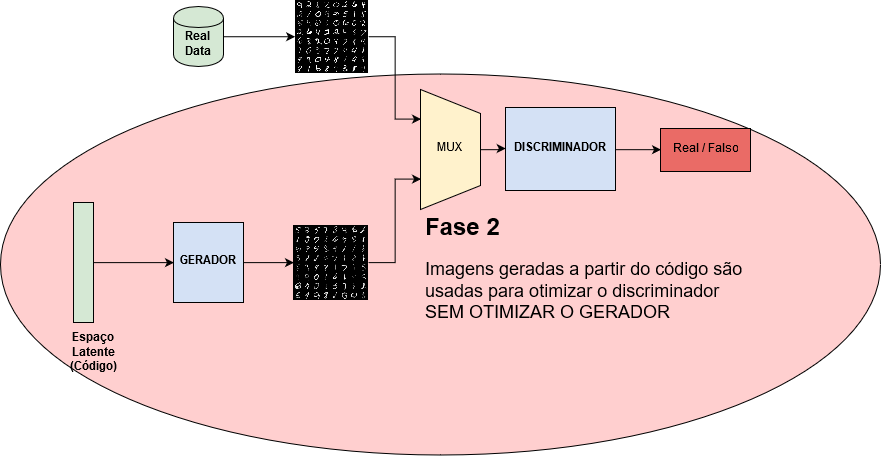 Real
Data
MUX
DISCRIMINADOR
Real / Falso
GERADOR
Fase 2
Imagens geradas a partir do código são
usadas para otimizar o discriminador
SEM OTIMIZAR O GERADOR
Espaço
Latente
(Código)